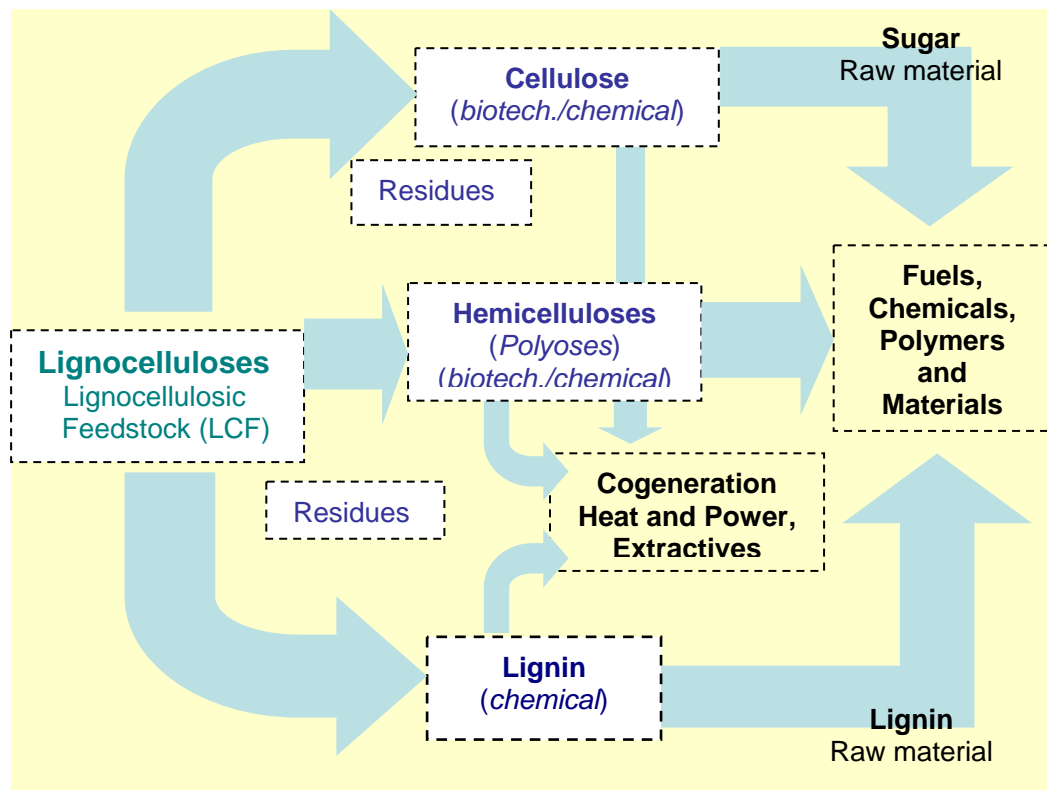 Sugar
Raw material
Cellulose
(biotech./chemical)
Residues
Hemicelluloses
(Polyoses)
(biotech./chemical)
Lignocelluloses
Lignocellulosic
Feedstock (LCF)
Fuels,
Chemicals,
Polymers
and
Materials
Cogeneration
Heat and Power,
Extractives
Residues
Lignin
(chemical)
Lignin
Raw material